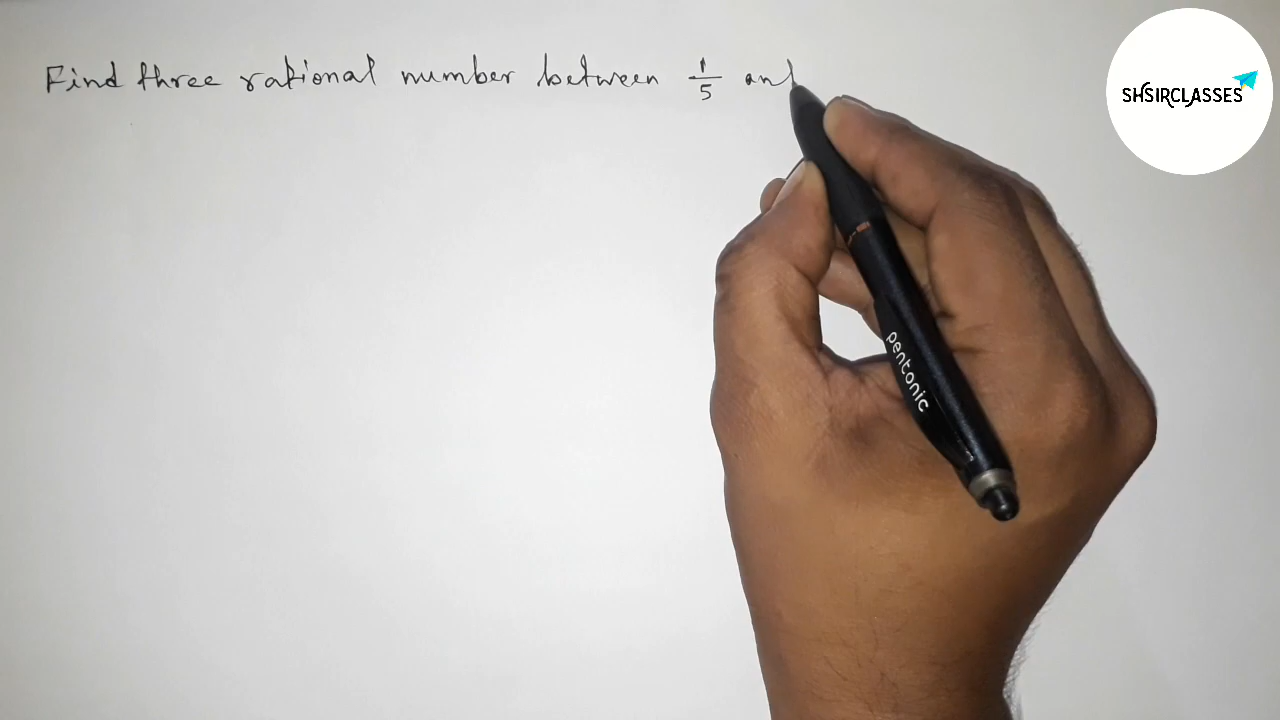 Find three rational number between 1/5 and
SHSIRCLASSES
pentonic